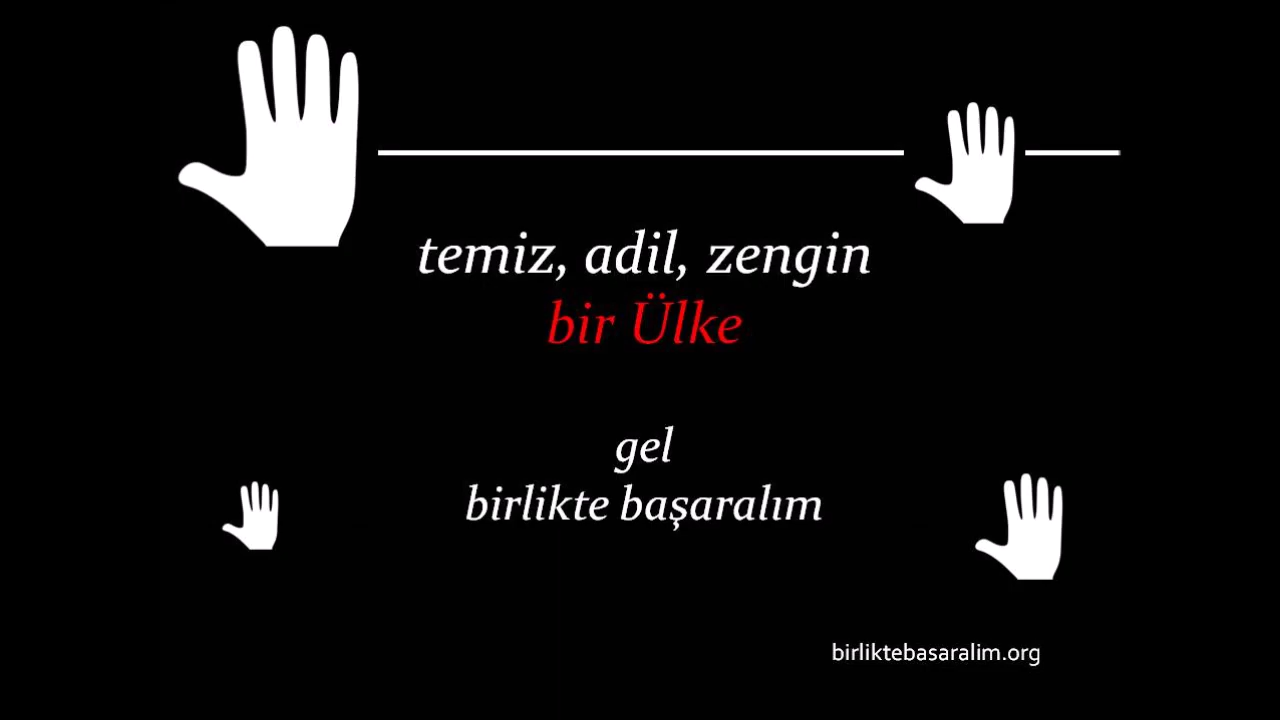 temiz, adil, zengin
bir Ülke
gel
birlikte başaralım
birliktebasaralim.org